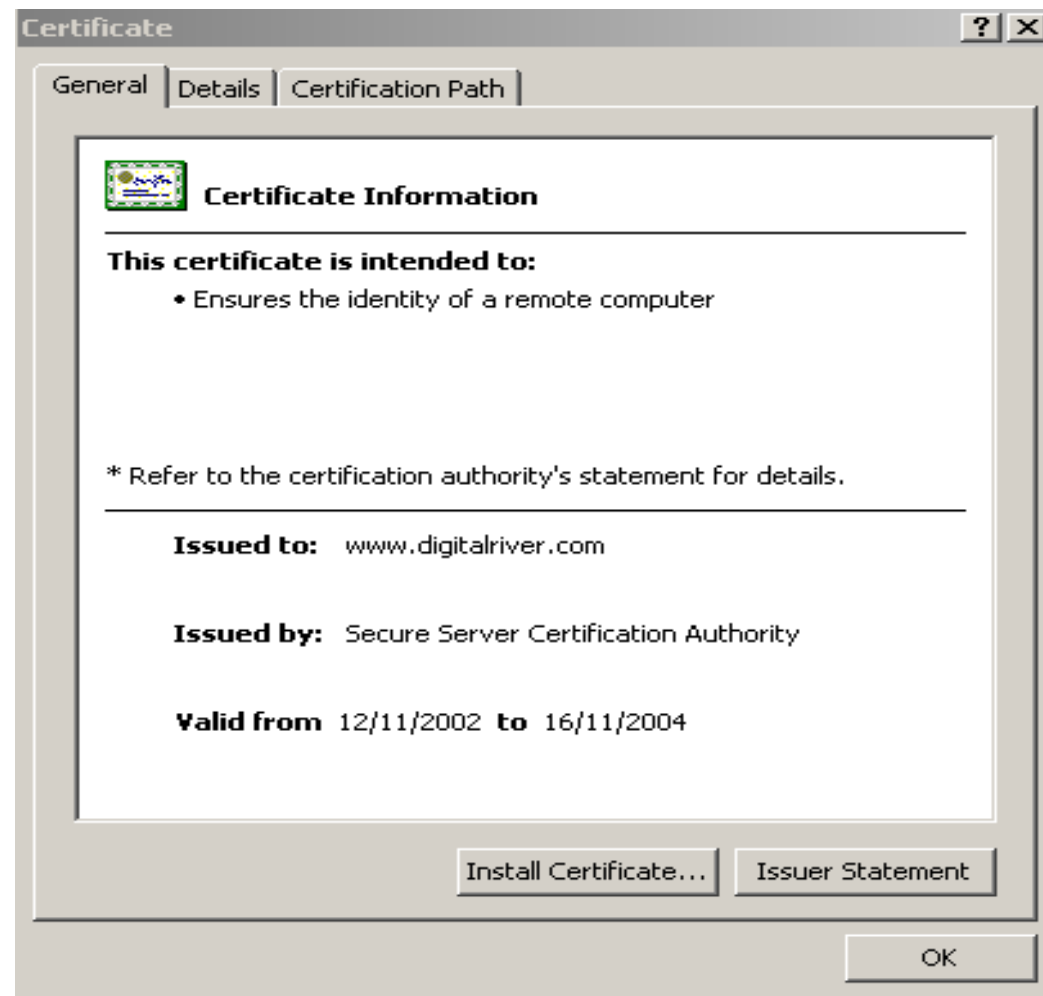 Certificate
General Details Certification Path
Certificate Information
This certificate is intended to:
• Ensures the identity of a remote computer
* Refer to the certification authority's statement for details.
Issued to: www.digitalriver.com
Issued by: Secure Server Certification Authority
Valid from 12/11/2002 to 16/11/2004
Install Certificate... Issuer Statement
OK